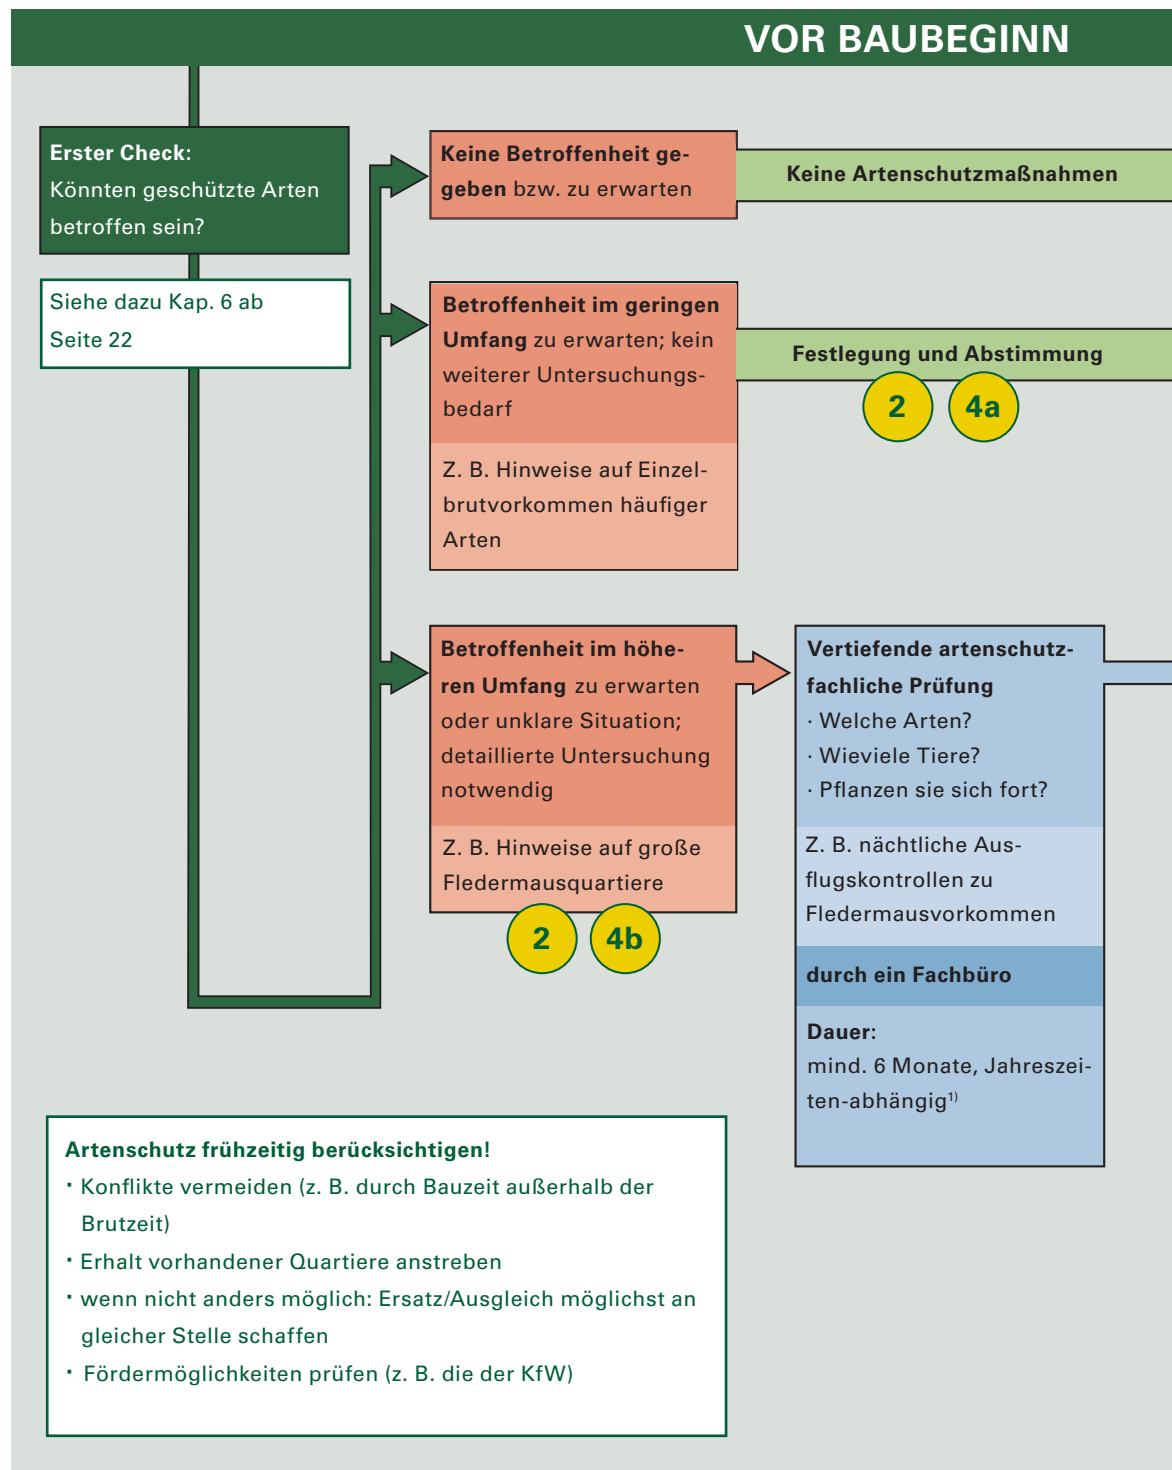 VOR BAUBEGINN
Erster Check:
Könnten geschützte Arten
betroffen sein?
Siehe dazu Kap. 6 ab
Seite 22
Keine Betroffenheit ge-
geben bzw. zu erwarten
Keine Artenschutzmaßnahmen
Betroffenheit im geringen
Umfang zu erwarten; kein
weiterer Untersuchungs-
bedarf
Z. B. Hinweise auf Einzel-
brutvorkommen häufiger
Arten
Festlegung und Abstimmung
2
4a
Betroffenheit im höhe-
ren Umfang zu erwarten
oder unklare Situation;
detaillierte Untersuchung
notwendig
Z. B. Hinweise auf große
Fledermausquartiere
2
4b
Vertiefende artenschutz-
fachliche Prüfung
· Welche Arten?
· Wieviele Tiere?
· Pflanzen sie sich fort?
Z. B. nächtliche Aus-
flugskontrollen zu
Fledermausvorkommen
durch ein Fachbüro
Dauer:
mind. 6 Monate, Jahreszei-
ten-abhängig¹⁾
Artenschutz frühzeitig berücksichtigen!
· Konflikte vermeiden (z. B. durch Bauzeit außerhalb der
Brutzeit)
· Erhalt vorhandener Quartiere anstreben
· wenn nicht anders möglich: Ersatz/Ausgleich möglichst an
gleicher Stelle schaffen
· Fördermöglichkeiten prüfen (z. B. die der KfW)